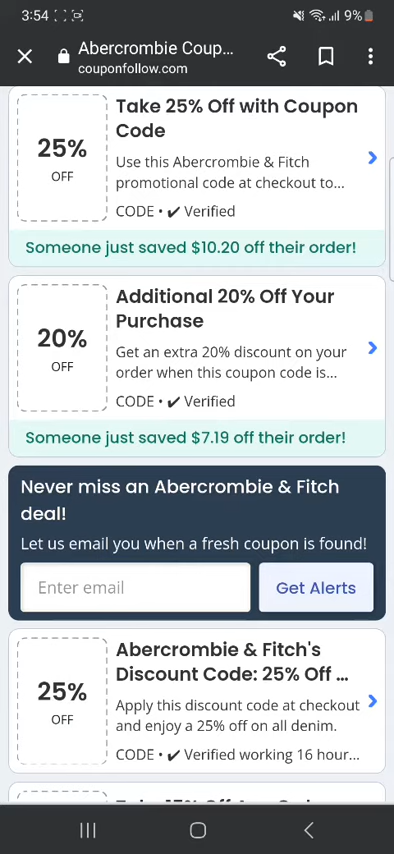 3:54 9%
Abercrombie Coup...
couponfollow.com
Take 25% Off with Coupon
Code
25%
OFF
Use this Abercrombie & Fitch
promotional code at checkout to...
CODE • ✔ Verified
Someone just saved $10.20 off their order!
Additional 20% Off Your
Purchase
20%
OFF
Get an extra 20% discount on your
order when this coupon code is...
CODE • ✔ Verified
Someone just saved $7.19 off their order!
Never miss an Abercrombie & Fitch
deal!
Let us email you when a fresh coupon is found!
Enter email Get Alerts
Abercrombie & Fitch's
Discount Code: 25% Off ...
25%
OFF
Apply this discount code at checkout
and enjoy a 25% off on all denim.
CODE • ✔ Verified working 16 hour...